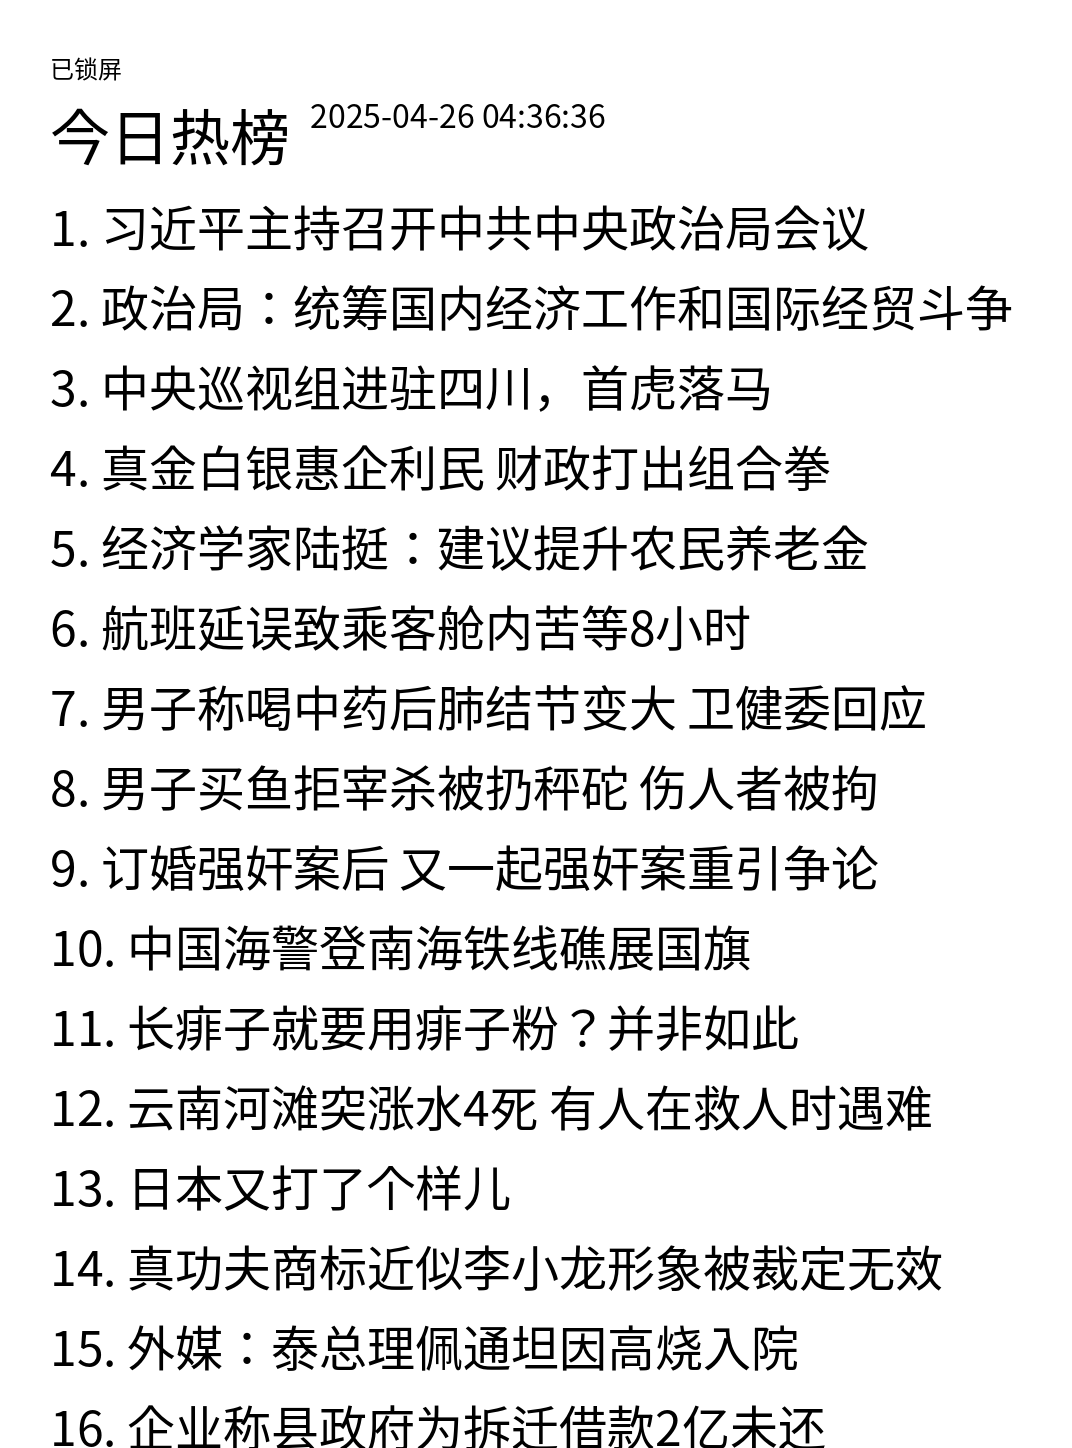 已锁屏
今日热榜 2025-04-26 04:36:36
1. 习近平主持召开中共中央政治局会议
2. 政治局：统筹国内经济工作和国际经贸斗争
3. 中央巡视组进驻四川，首虎落马
4. 真金白银惠企利民 财政打出组合拳
5. 经济学家陆挺：建议提升农民养老金
6. 航班延误致乘客舱内苦等8小时
7. 男子称喝中药后肺结节变大 卫健委回应
8. 男子买鱼拒宰杀被扔秤砣 伤人者被拘
9. 订婚强奸案后 又一起强奸案重引争论
10. 中国海警登南海铁线礁展国旗
11. 长痱子就要用痱子粉？并非如此
12. 云南河滩突涨水4死 有人在救人时遇难
13. 日本又打了个样儿
14. 真功夫商标近似李小龙形象被裁定无效
15. 外媒：泰总理佩通坦因高烧入院
16. 企业称县政府为拆迁借款2亿未还